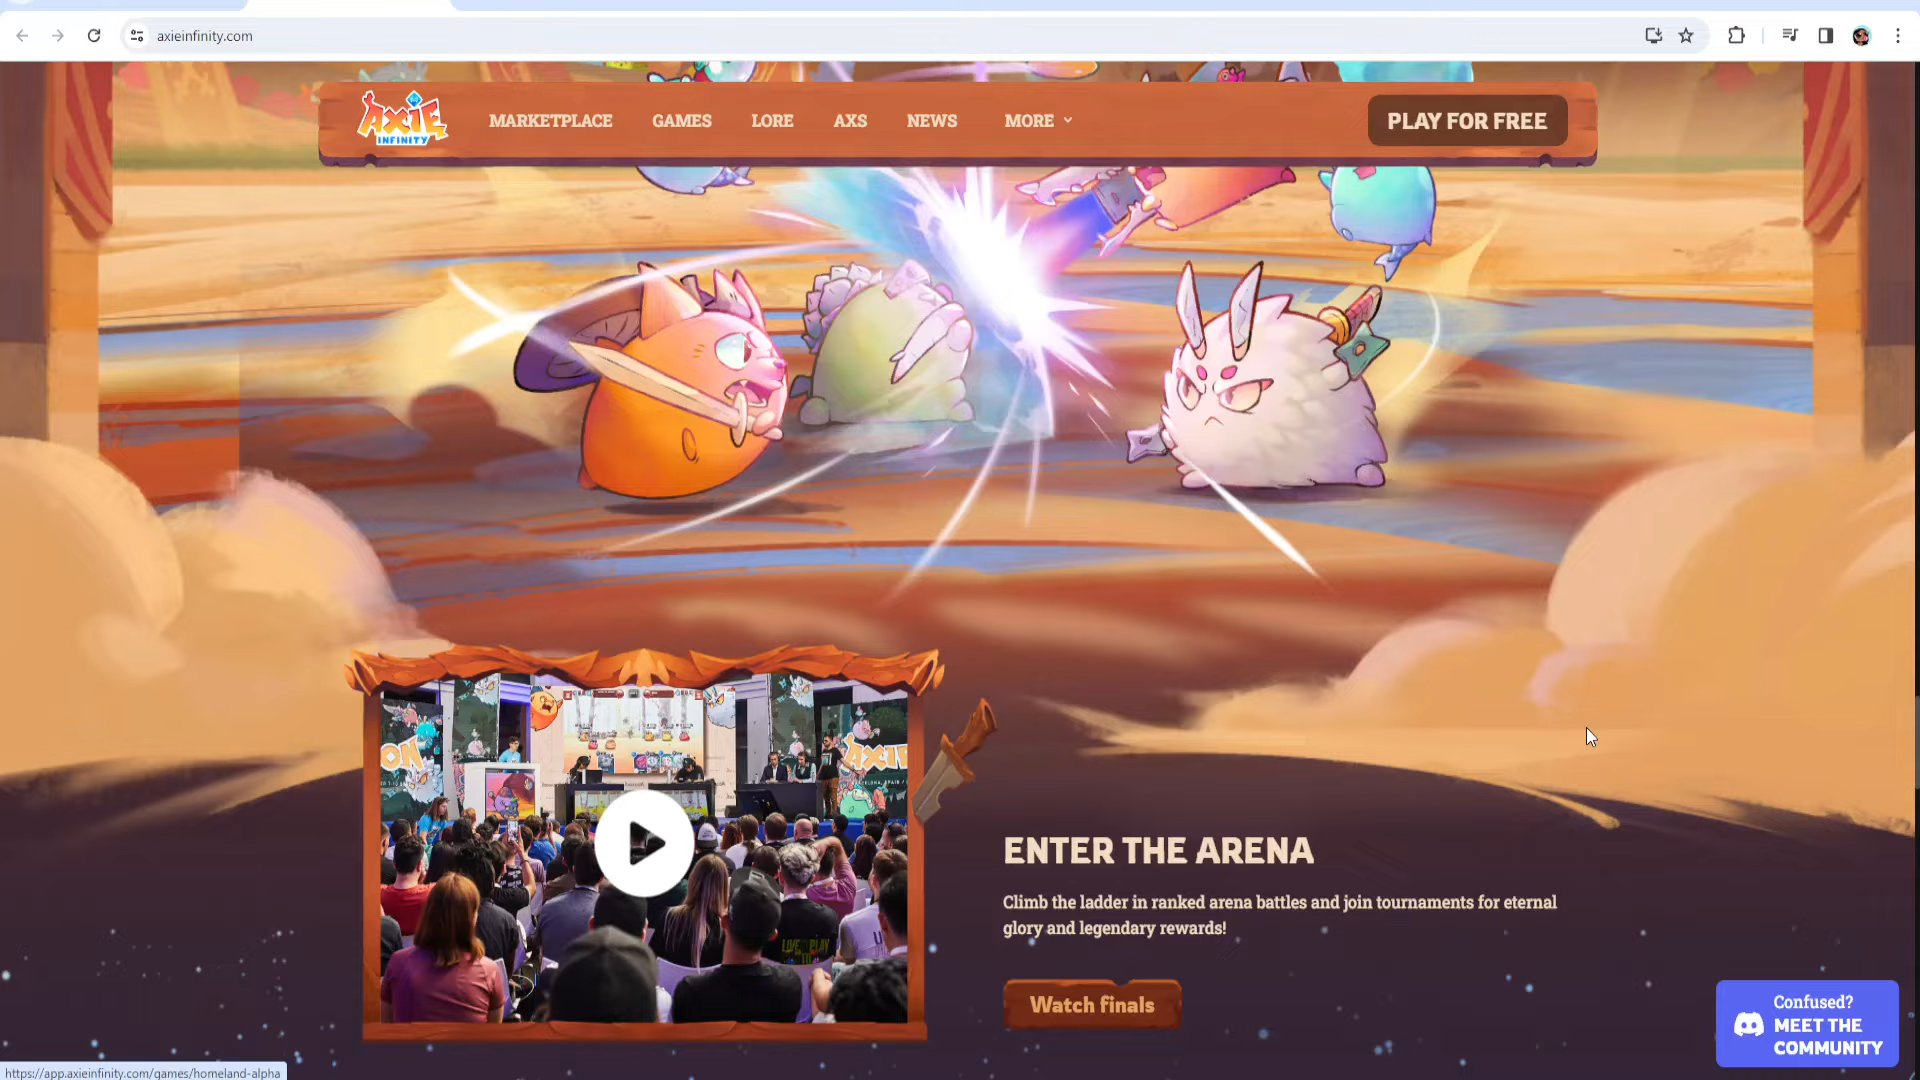 axieinfinity.com
AXIE
INFINITY
MARKETPLACE
GAMES
LORE
AXS
NEWS
MORE
PLAY FOR FREE
ENTER THE ARENA
Climb the ladder in ranked arena battles and join tournaments for eternal
glory and legendary rewards!
Watch finals
Confused?
MEET THE
COMMUNITY
https://app.axieinfinity.com/games/homeland-alpha